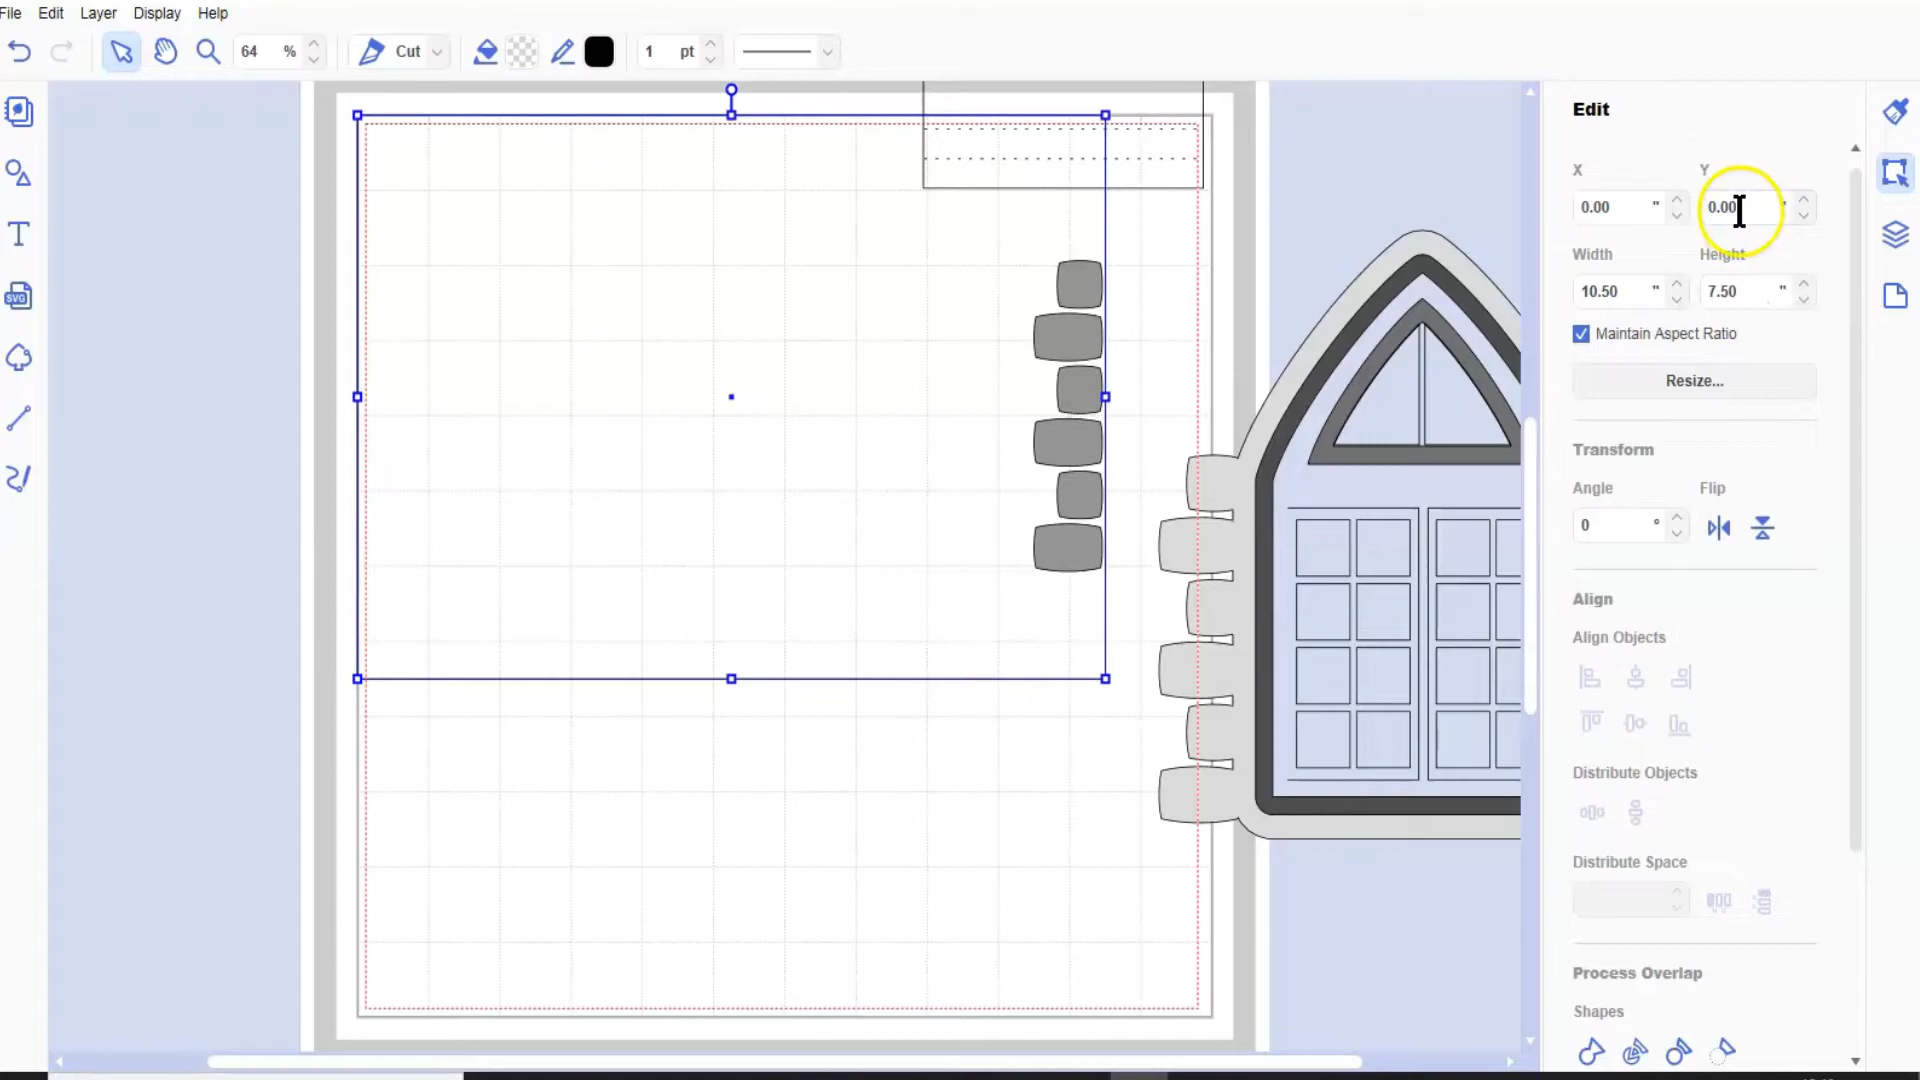 File Edit Layer Display Help
64 % Cut 1 pt
Edit
X Y
0.00 " 0.00 "
Width Height
10.50 " 7.50 "
Maintain Aspect Ratio
Resize...
Transform
Angle Flip
0 °
Align
Align Objects
Distribute Objects
Distribute Space
Process Overlap
Shapes
T
SVG